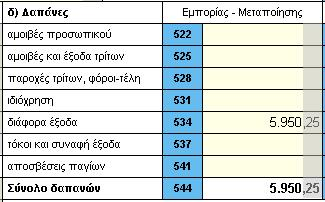 δ) Δαπάνες Εμπορίας - Μεταποίησης
αμοιβές προσωπικού 522
αμοιβές και έξοδα τρίτων 525
παροχές τρίτων, φόροι-τέλη 528
ιδιόχρηση 531
διάφορα έξοδα 534 5.950,25
τόκοι και συναφή έξοδα 537
αποσβέσεις παγίων 541
Σύνολο δαπανών 544 5.950,25